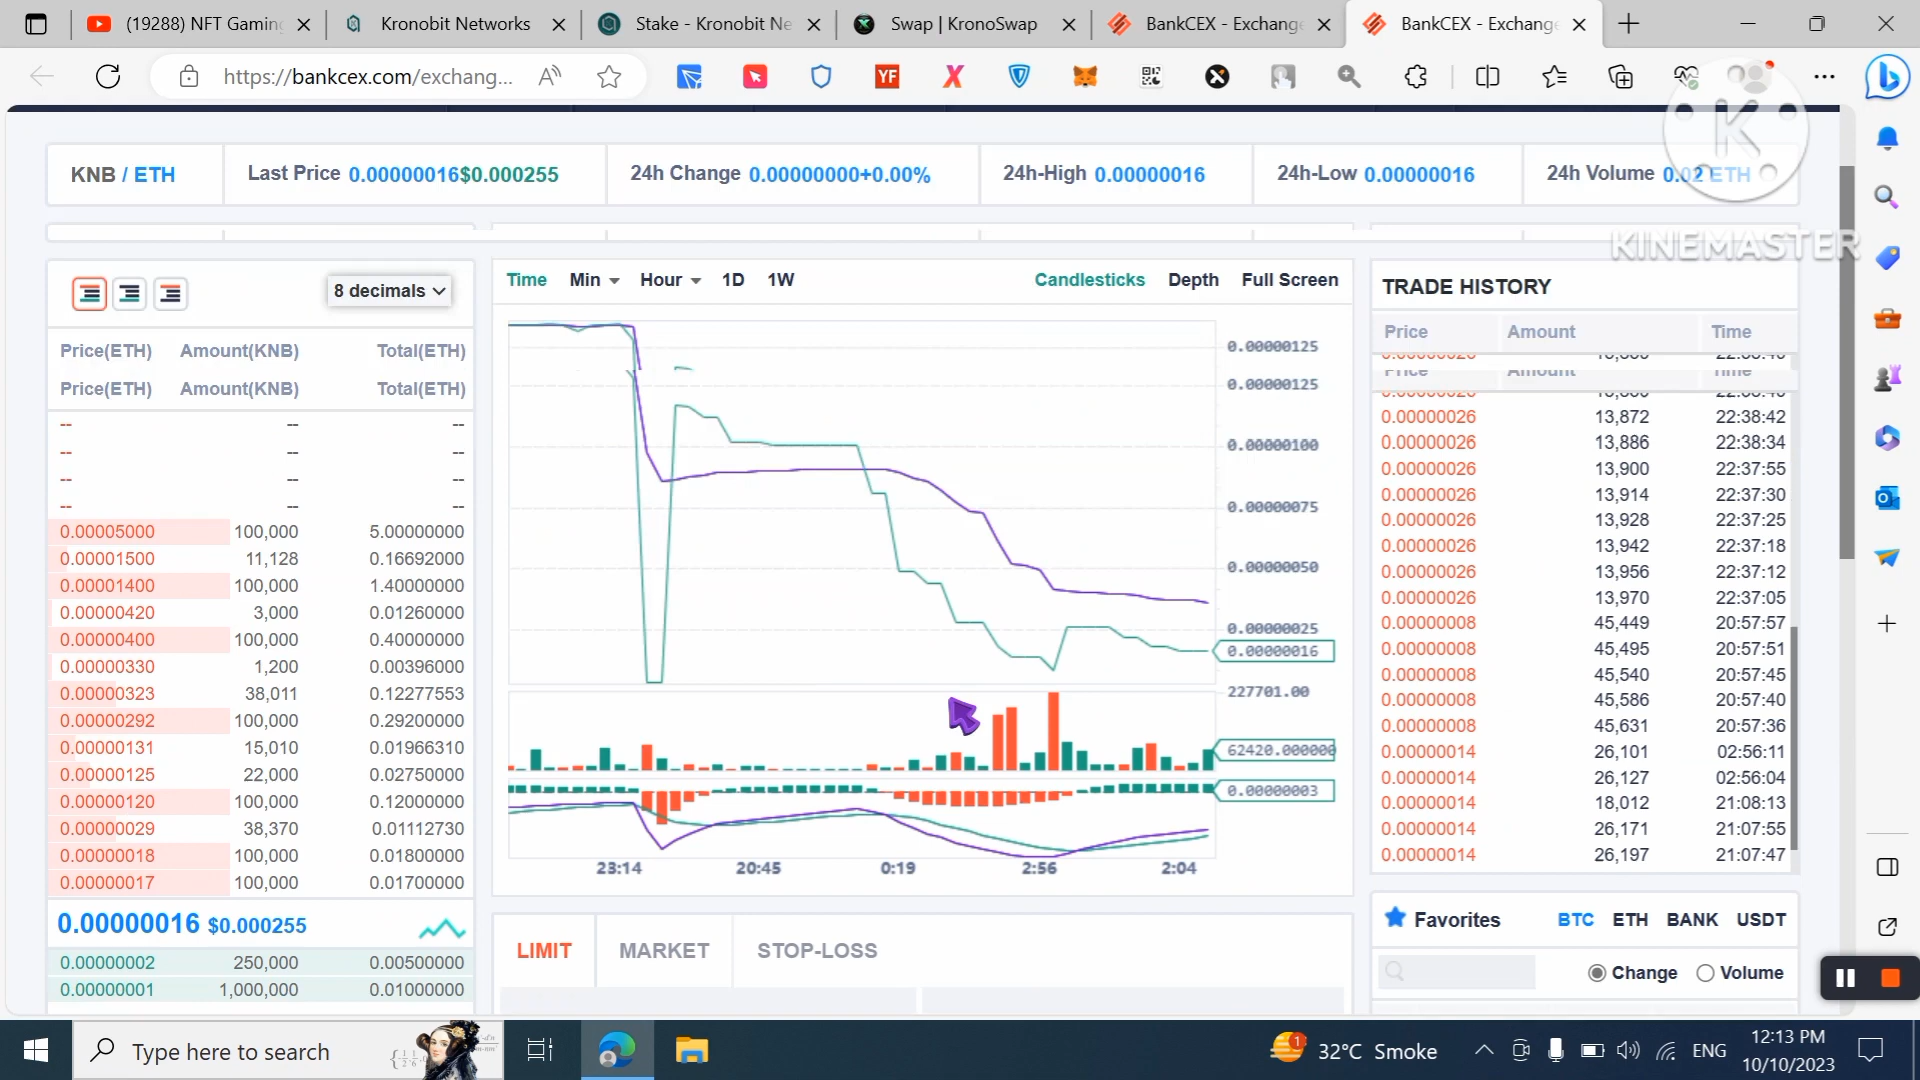 (19288) NFT Gaming
Kronobit Networks
Stake - Kronobit Ne
Swap | KronoSwap
BankCEX - Exchange
BankCEX - Exchange
https://bankcex.com/exchang...
KNB / ETH
Last Price 0.00000016$0.000255
24h Change 0.00000000+0.00%
24h-High 0.00000016
24h-Low 0.00000016
24h Volume 0.02 ETH
KINEMASTER
8 decimals
Price(ETH) Amount(KNB) Total(ETH)
Price(ETH) Amount(KNB) Total(ETH)
-- -- --
-- -- --
-- -- --
-- -- --
0.00005000 100,000 5.00000000
0.00001500 11,128 0.16692000
0.00001400 100,000 1.40000000
0.00000420 3,000 0.01260000
0.00000400 100,000 0.40000000
0.00000330 1,200 0.00396000
0.00000323 38,011 0.12277553
0.00000292 100,000 0.29200000
0.00000131 15,010 0.01966310
0.00000125 22,000 0.02750000
0.00000120 100,000 0.12000000
0.00000029 38,370 0.01112730
0.00000018 100,000 0.01800000
0.00000017 100,000 0.01700000
0.00000016 $0.000255
0.00000002 250,000 0.00500000
0.00000001 1,000,000 0.01000000
Time Min Hour 1D 1W Candlesticks Depth Full Screen
0.00000125
0.00000125
0.00000100
0.00000075
0.00000050
0.00000025
0.00000016
227701.00
62420.000000
0.00000003
23:14 20:45 0:19 2:56 2:04
LIMIT MARKET STOP-LOSS
TRADE HISTORY
Price Amount Time
Price Amount Time
0.00000026 13,872 22:38:42
0.00000026 13,886 22:38:34
0.00000026 13,900 22:37:55
0.00000026 13,914 22:37:30
0.00000026 13,928 22:37:25
0.00000026 13,942 22:37:18
0.00000026 13,956 22:37:12
0.00000026 13,970 22:37:05
0.00000008 45,449 20:57:57
0.00000008 45,495 20:57:51
0.00000008 45,540 20:57:45
0.00000008 45,586 20:57:40
0.00000008 45,631 20:57:36
0.00000014 26,101 02:56:11
0.00000014 26,127 02:56:04
0.00000014 18,012 21:08:13
0.00000014 26,171 21:07:55
0.00000014 26,197 21:07:47
Favorites BTC ETH BANK USDT
Change Volume
Type here to search
32°C Smoke
ENG
12:13 PM
10/10/2023